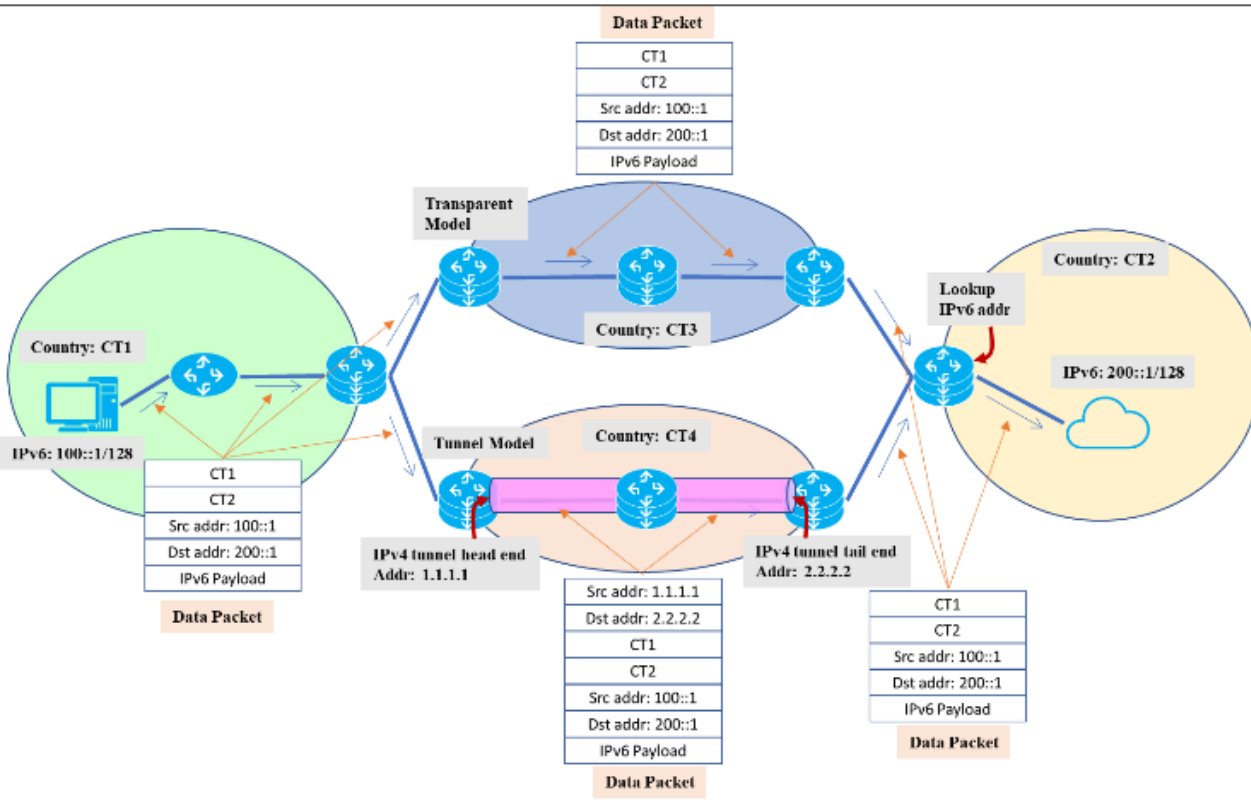 Data Packet
CT1
CT2
Src addr: 100::1
Dst addr: 200::1
IPv6 Payload
Transparent
Model
Country: CT3
Country: CT1
IPv6: 100::1/128
CT1
CT2
Src addr: 100::1
Dst addr: 200::1
IPv6 Payload
Data Packet
Tunnel Model
Country: CT4
IPv4 tunnel head end
Addr: 1.1.1.1
IPv4 tunnel tail end
Addr: 2.2.2.2
Src addr: 1.1.1.1
Dst addr: 2.2.2.2
CT1
CT2
Src addr: 100::1
Dst addr: 200::1
IPv6 Payload
Data Packet
Country: CT2
Lookup
IPv6 addr
IPv6: 200::1/128
CT1
CT2
Src addr: 100::1
Dst addr: 200::1
IPv6 Payload
Data Packet